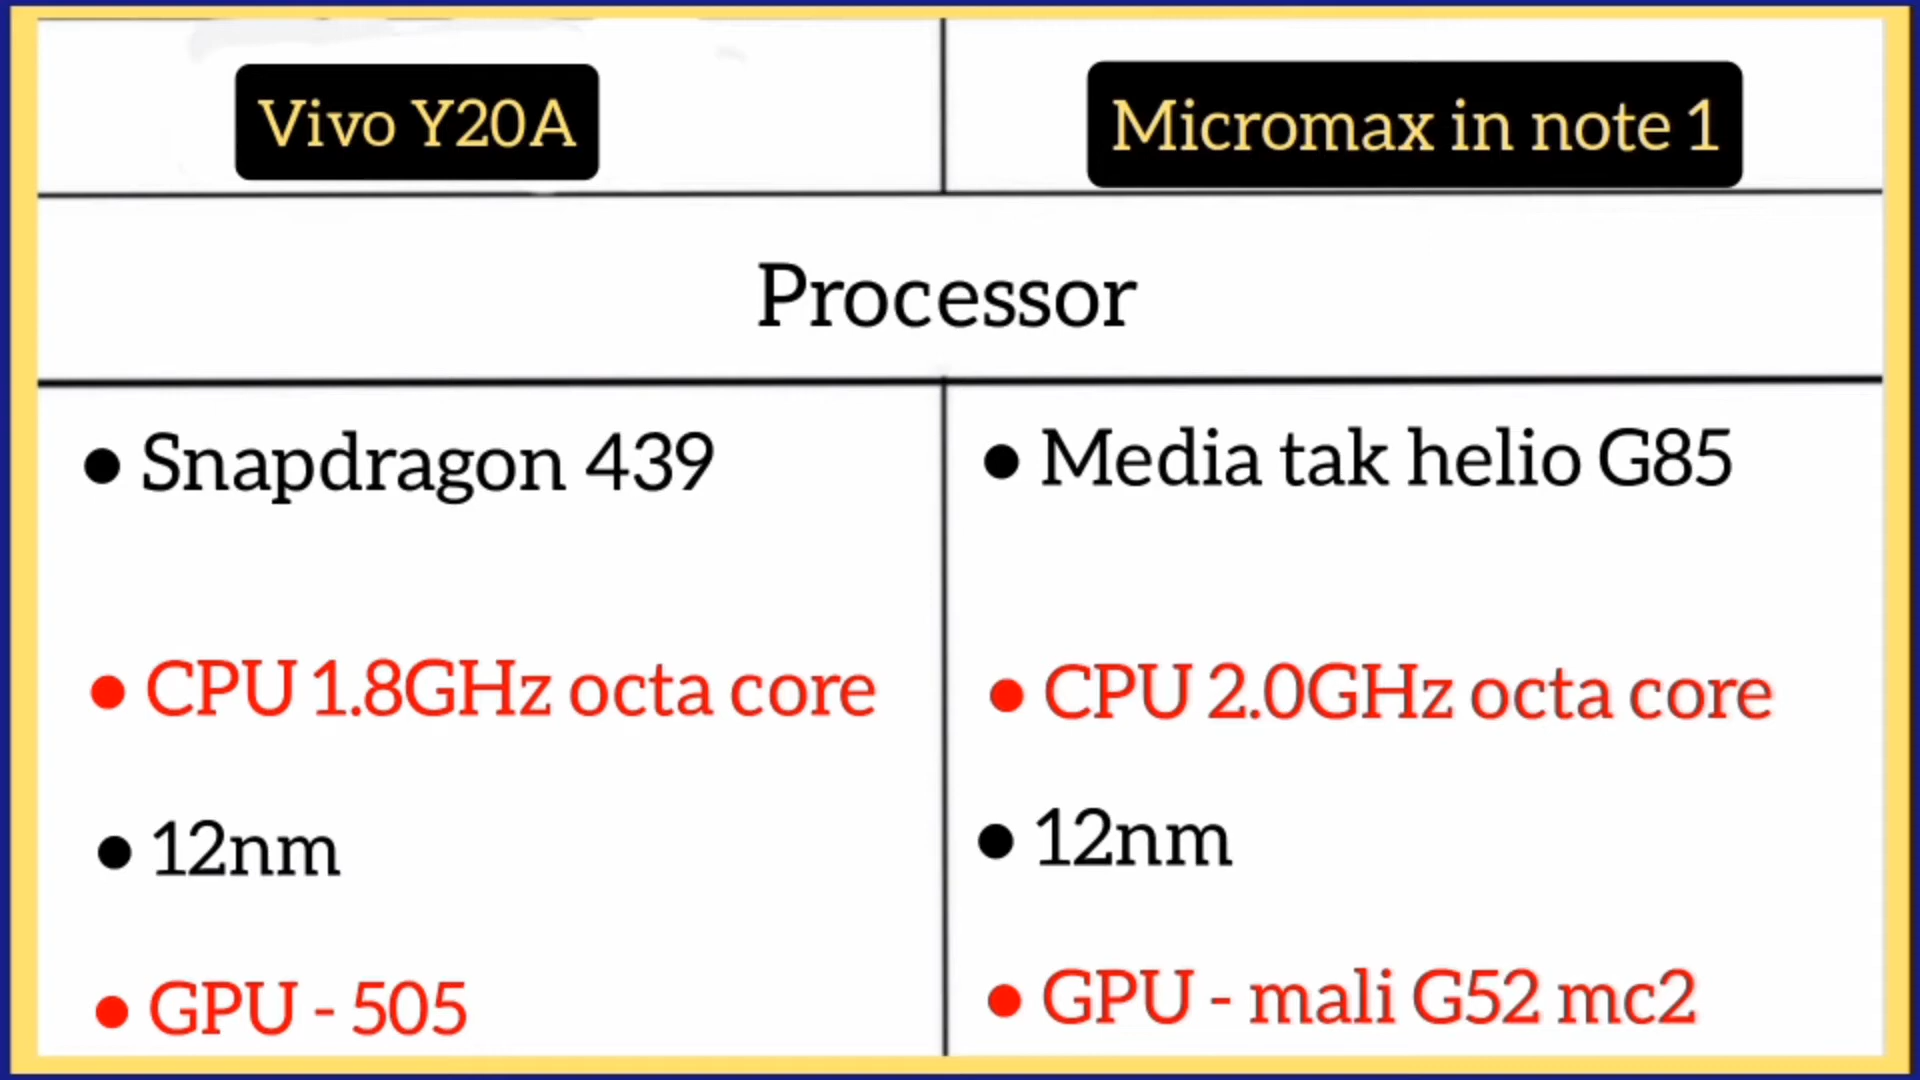 Vivo Y20A
Micromax in note 1
Processor
● Snapdragon 439
● CPU 1.8GHz octa core
● 12nm
● GPU - 505
● Media tak helio G85
● CPU 2.0GHz octa core
● 12nm
● GPU - mali G52 mc2